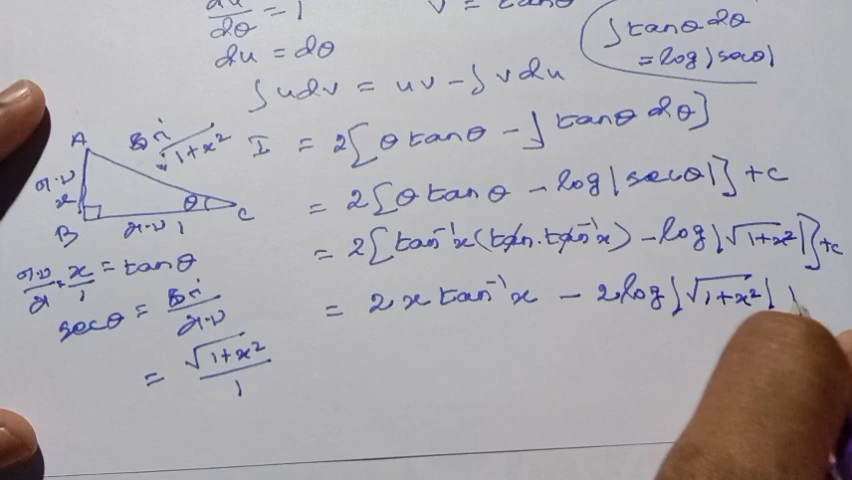 du/dθ = 1
v = tanθ
du = dθ
∫tanθ dθ
= log|secθ|
∫udv = uv - ∫vdu
A
√1+x²
I = 2[θ tanθ - ∫tanθ dθ]
x
θ
C
B
1
= 2[θ tanθ - log|secθ|] + c
x/1 = tanθ
= 2[tan⁻¹x(tan.tan⁻¹x) - log|√1+x²|] + c
secθ =
= 2x tan⁻¹x - 2log|√1+x²|
= √1+x²/1